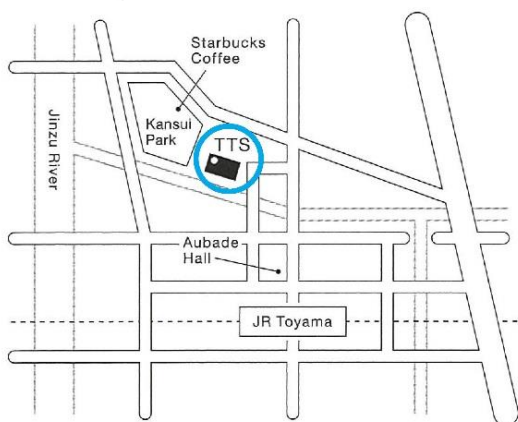 Starbucks
Coffee
Jinzu River
Kansui
Park
TTS
Aubade
Hall
JR Toyama